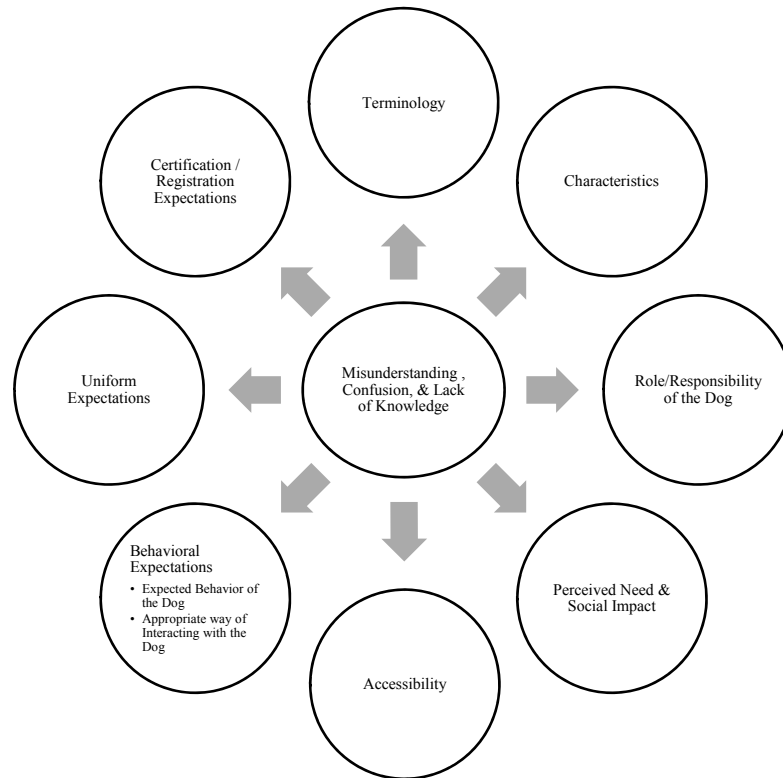 Terminology
Certification /
Registration
Expectations
Characteristics
Uniform
Expectations
Misunderstanding ,
Confusion, & Lack
of Knowledge
Role/Responsibility
of the Dog
Behavioral
Expectations
• Expected Behavior of
the Dog
• Appropriate way of
Interacting with the
Dog
Perceived Need &
Social Impact
Accessibility